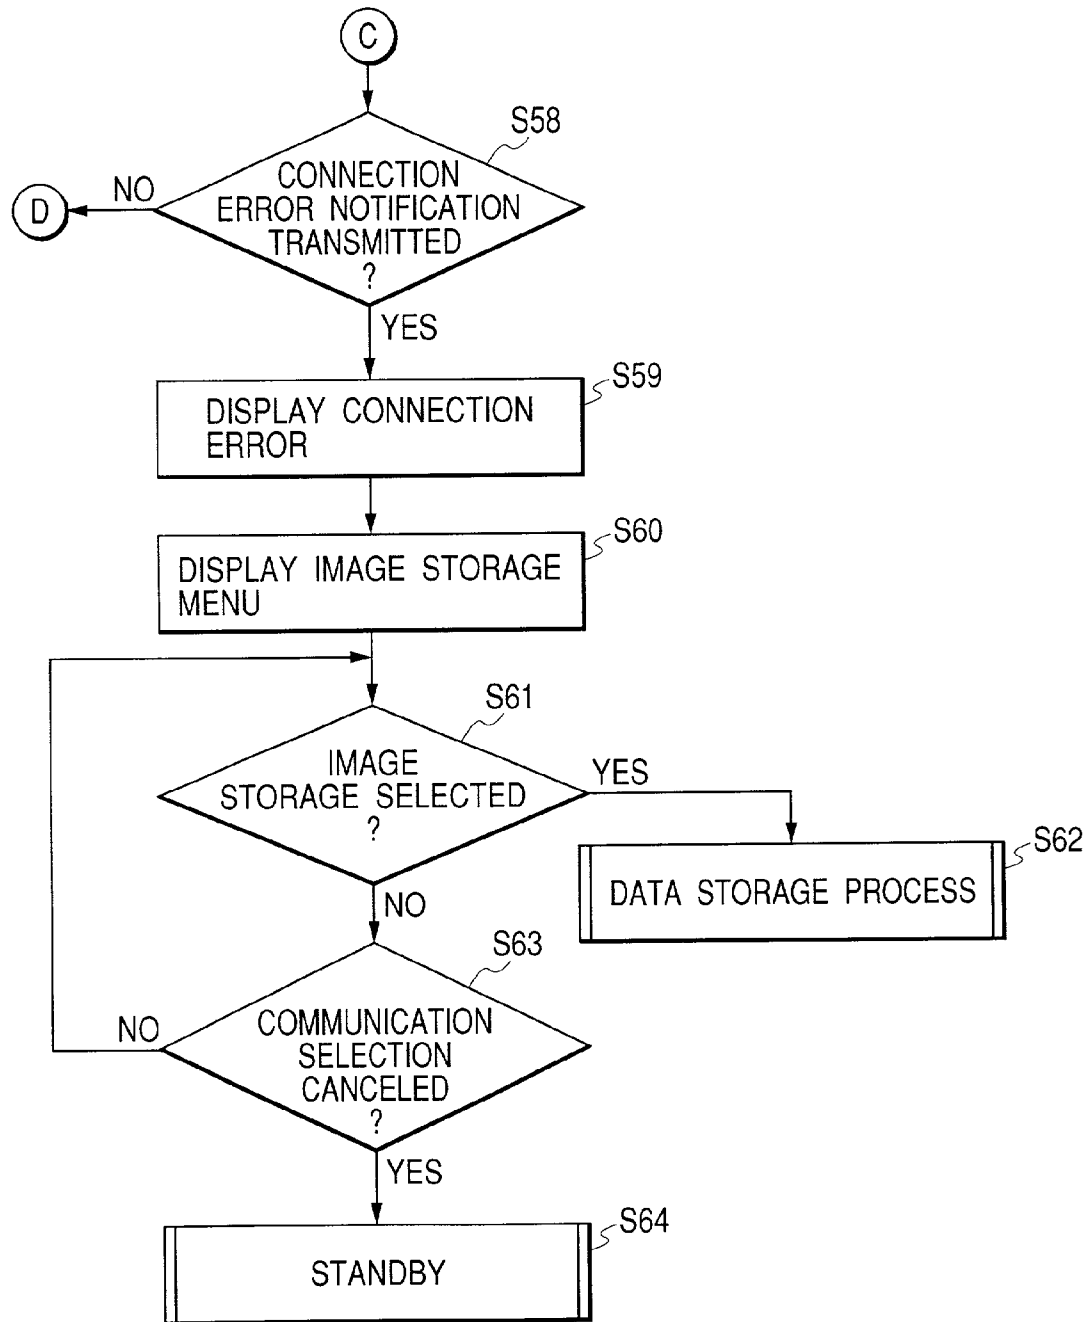 C
S58
CONNECTION
ERROR NOTIFICATION
TRANSMITTED
?
NO
D
YES
S59
DISPLAY CONNECTION
ERROR
S60
DISPLAY IMAGE STORAGE
MENU
S61
IMAGE
STORAGE SELECTED
?
YES
S62
DATA STORAGE PROCESS
NO
S63
COMMUNICATION
SELECTION
CANCELED
?
NO
YES
S64
STANDBY